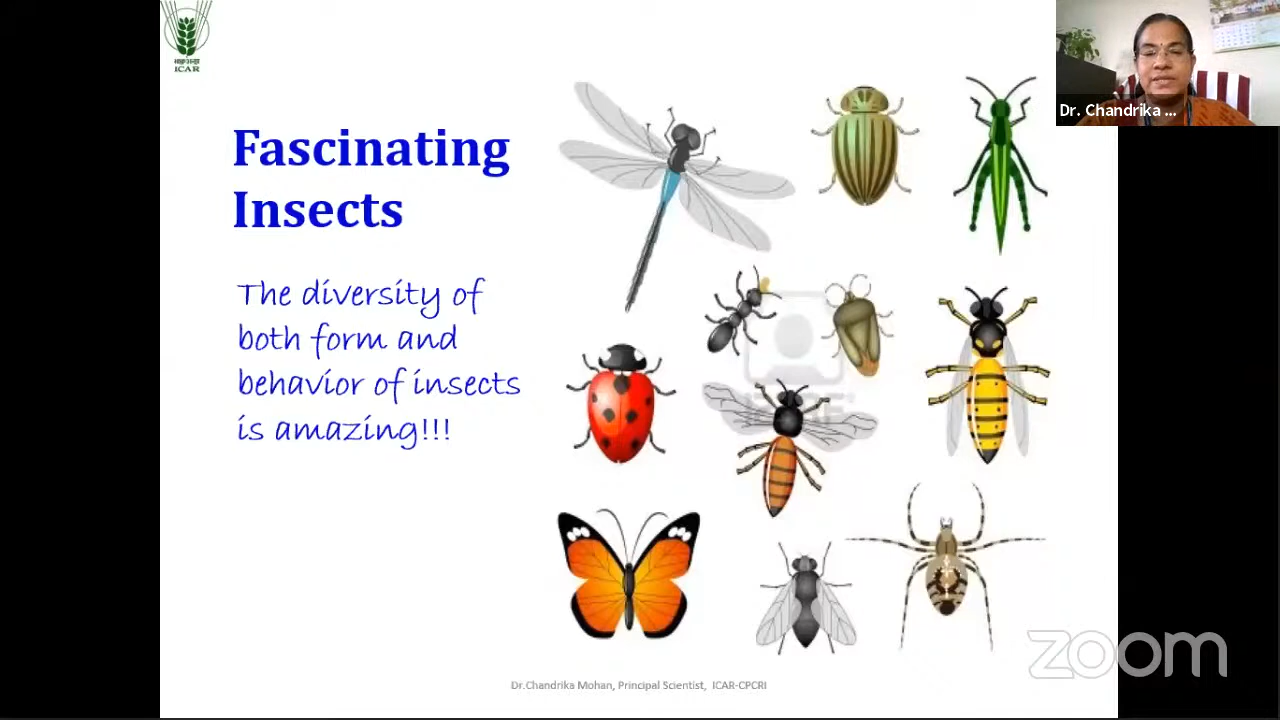 ICAR
Dr. Chandrika ...
Fascinating
Insects
The diversity of
both form and
behavior of insects
is amazing!!!
Dr.Chandrika Mohan, Principal Scientist, ICAR-CPCRI
zoom